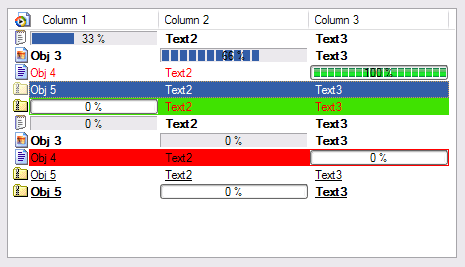 Column 1 Column 2 Column 3
33 % Text2 Text3
Obj 3 66 % Text3
Obj 4 Text2 100 %
Obj 5 Text2 Text3
0 % Text2 Text3
0 % Text2 Text3
Obj 3 0 % Text3
Obj 4 Text2 0 %
Obj 5 Text2 Text3
Obj 5 0 % Text3